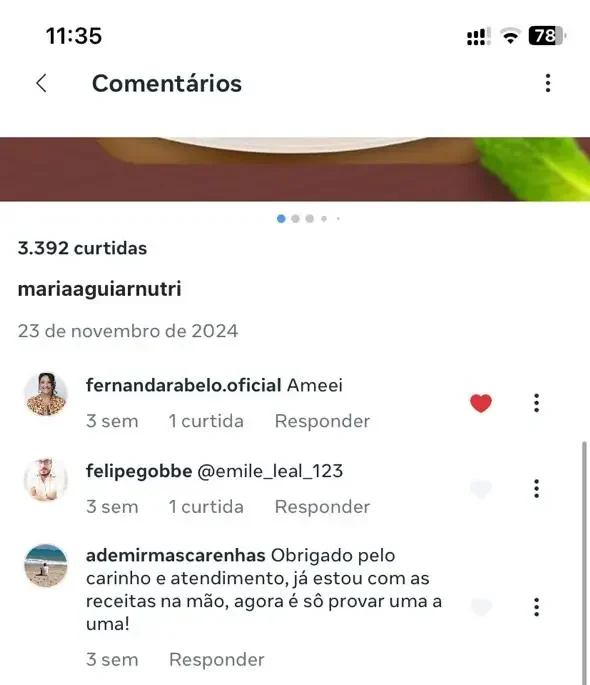 11:35
78
Comentários
3.392 curtidas
mariaaguiarnutri
23 de novembro de 2024
fernandarabelo.oficial Ameei
3 sem 1 curtida Responder
felipegobbe @emile_leal_123
3 sem 1 curtida Responder
ademirmascarenhas Obrigado pelo
carinho e atendimento, já estou com as
receitas na mão, agora é sô provar uma a
uma!
3 sem Responder